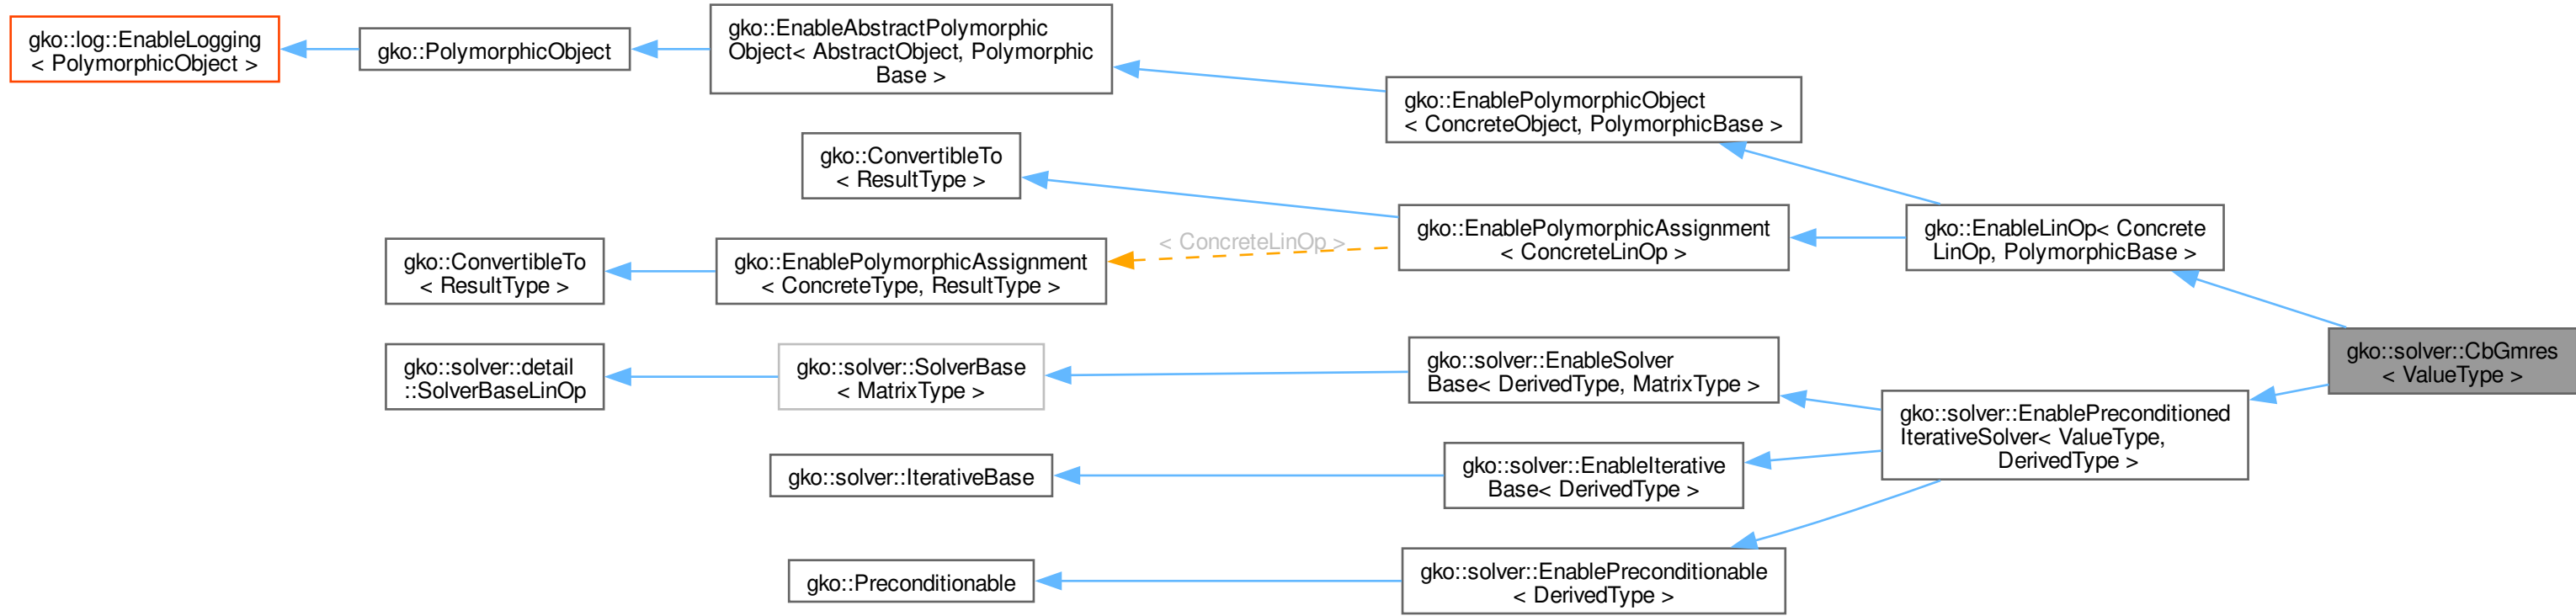 gko::log::EnableLogging
< PolymorphicObject >
gko::PolymorphicObject
gko::EnableAbstractPolymorphic
Object< AbstractObject, Polymorphic
Base >
gko::EnablePolymorphicObject
< ConcreteObject, PolymorphicBase >
gko::ConvertibleTo
< ResultType >
gko::EnablePolymorphicAssignment
< ConcreteLinOp >
gko::EnableLinOp< Concrete
LinOp, PolymorphicBase >
gko::ConvertibleTo
< ResultType >
gko::EnablePolymorphicAssignment
< ConcreteType, ResultType >
< ConcreteLinOp >
gko::solver::CbGmres
< ValueType >
gko::solver::detail
::SolverBaseLinOp
gko::solver::SolverBase
< MatrixType >
gko::solver::EnableSolver
Base< DerivedType, MatrixType >
gko::solver::EnablePreconditioned
IterativeSolver< ValueType,
DerivedType >
gko::solver::IterativeBase
gko::solver::EnableIterative
Base< DerivedType >
gko::Preconditionable
gko::solver::EnablePreconditionable
< DerivedType >